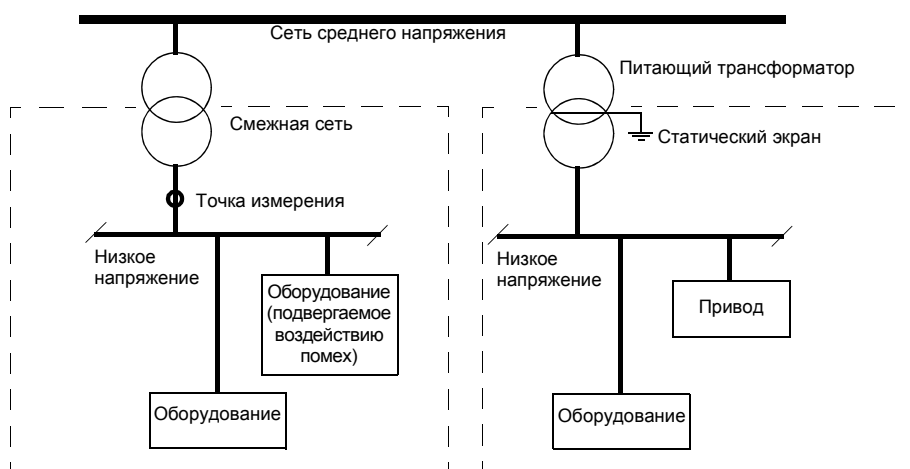 Сеть среднего напряжения
Питающий трансформатор
Смежная сеть
Статический экран
Точка измерения
Низкое
напряжение
Оборудование
(подвергаемое
воздействию
помех)
Оборудование
Низкое
напряжение
Привод
Оборудование